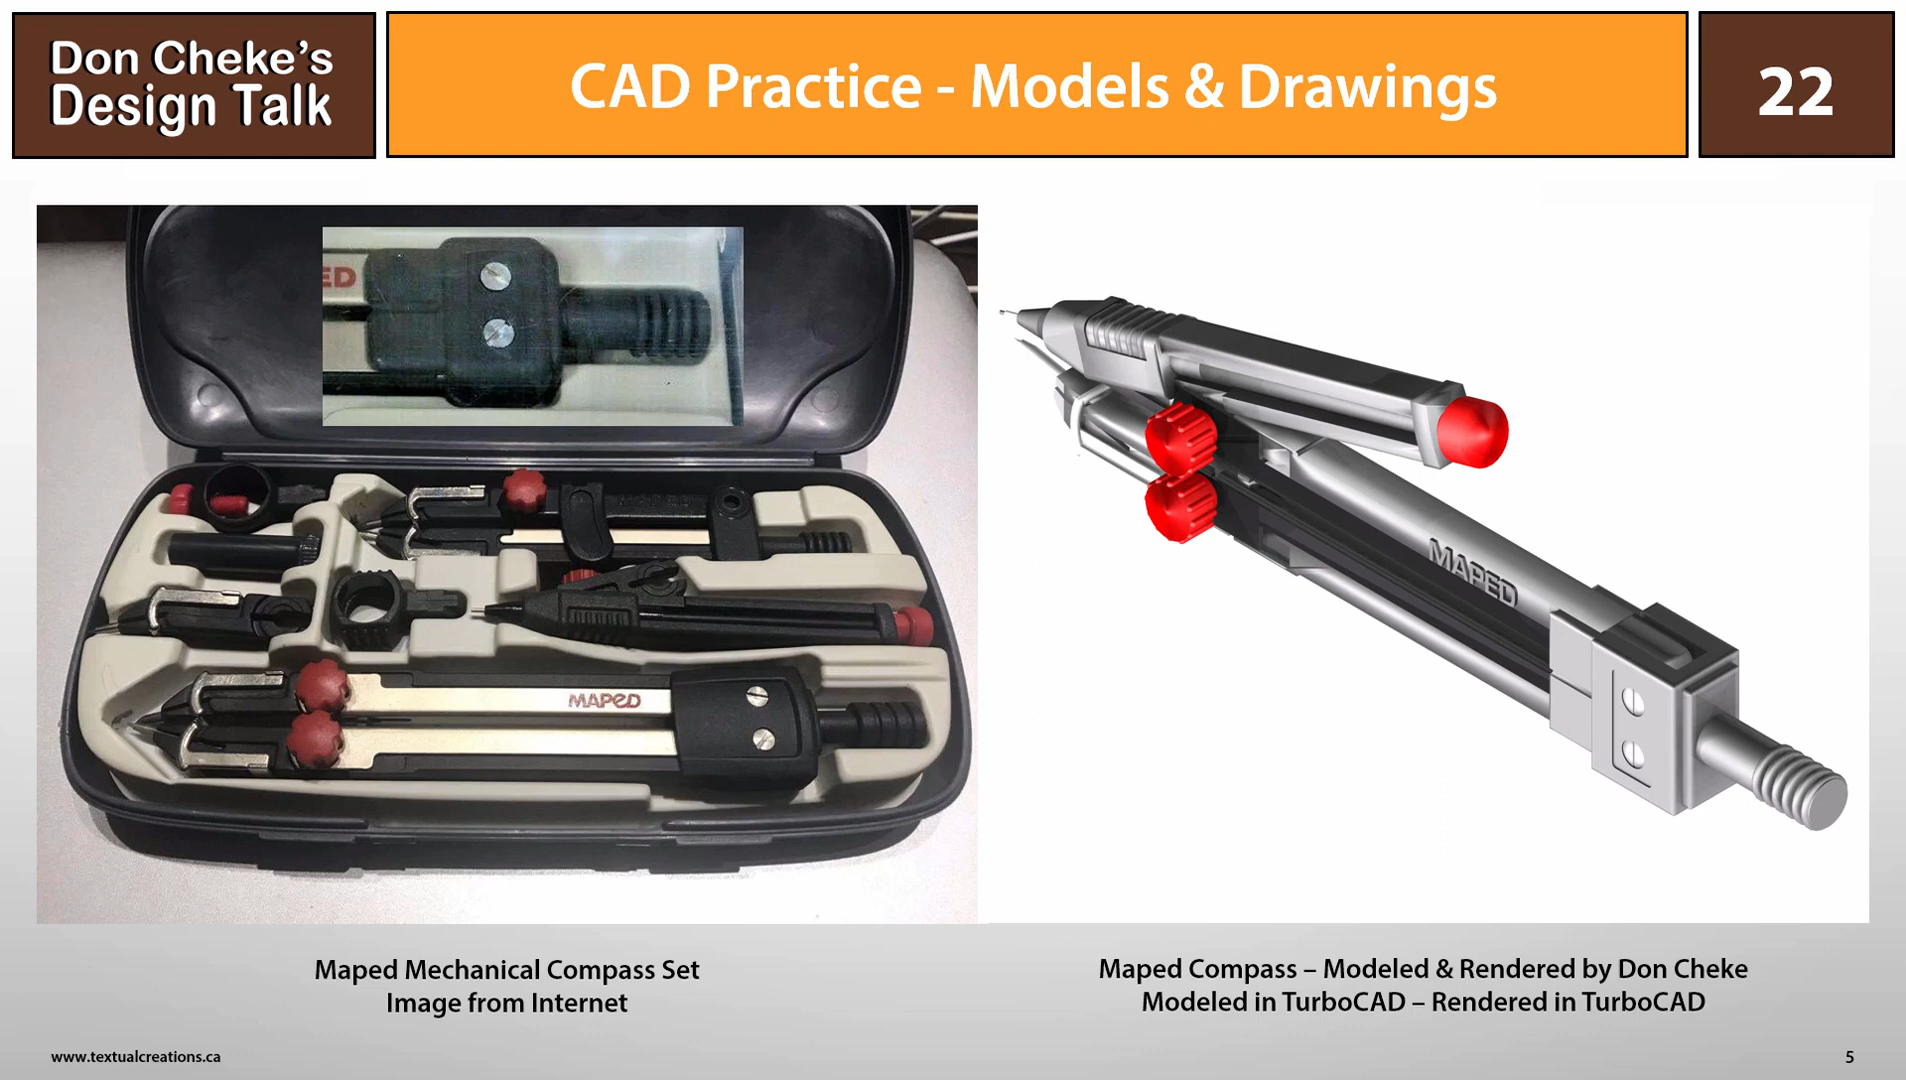 Don Cheke’s
Design Talk
CAD Practice - Models & Drawings
22
ED
MAPED
MAPED
Maped Mechanical Compass Set
Image from Internet
Maped Compass – Modeled & Rendered by Don Cheke
Modeled in TurboCAD – Rendered in TurboCAD
www.textualcreations.ca
5